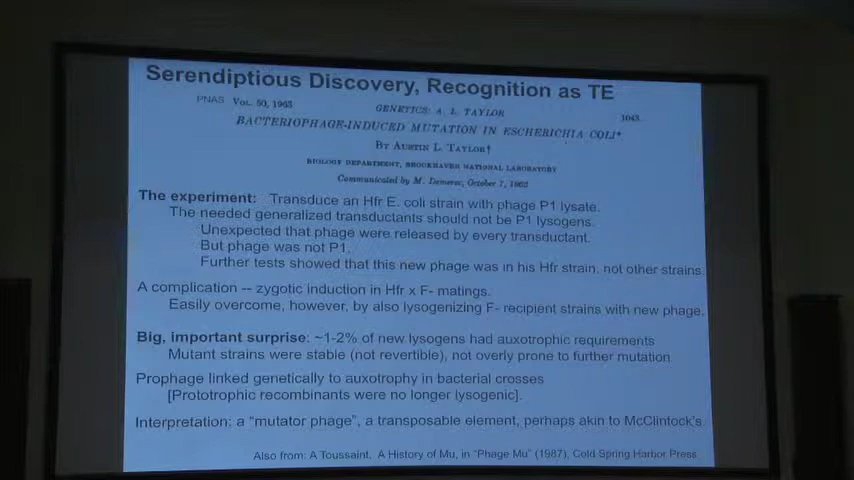 Serendiptious Discovery, Recognition as TE
PNAS VOL. 50, 1963 GENETICS: A. L. TAYLOR 1043
BACTERIOPHAGE-INDUCED MUTATION IN ESCHERICHIA COLI*
BY AUSTIN L. TAYLOR†
BIOLOGY DEPARTMENT, BROOKHAVEN NATIONAL LABORATORY
Communicated by M. Demerec, October 7, 1963
The experiment: Transduce an Hfr E. coli strain with phage P1 lysate.
The needed generalized transductants should not be P1 lysogens.
Unexpected that phage were released by every transductant.
But phage was not P1.
Further tests showed that this new phage was in his Hfr strain, not other strains.
A complication -- zygotic induction in Hfr x F- matings.
Easily overcome, however, by also lysogenizing F- recipient strains with new phage.
Big, important surprise: ~1-2% of new lysogens had auxotrophic requirements
Mutant strains were stable (not revertible), not overly prone to further mutation
Prophage linked genetically to auxotrophy in bacterial crosses
[Prototrophic recombinants were no longer lysogenic].
Interpretation: a "mutator phage", a transposable element, perhaps akin to McClintock's.
Also from: A Toussaint, A History of Mu, in "Phage Mu" (1987), Cold Spring Harbor Press